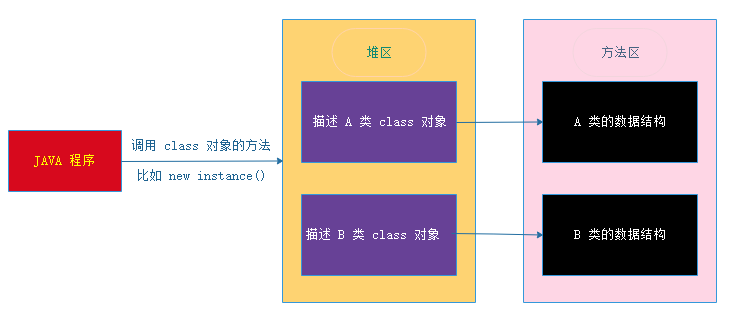 JAVA 程序
调用 class 对象的方法
比如 new instance()
堆区
描述 A 类 class 对象
描述 B 类 class 对象
方法区
A 类的数据结构
B 类的数据结构